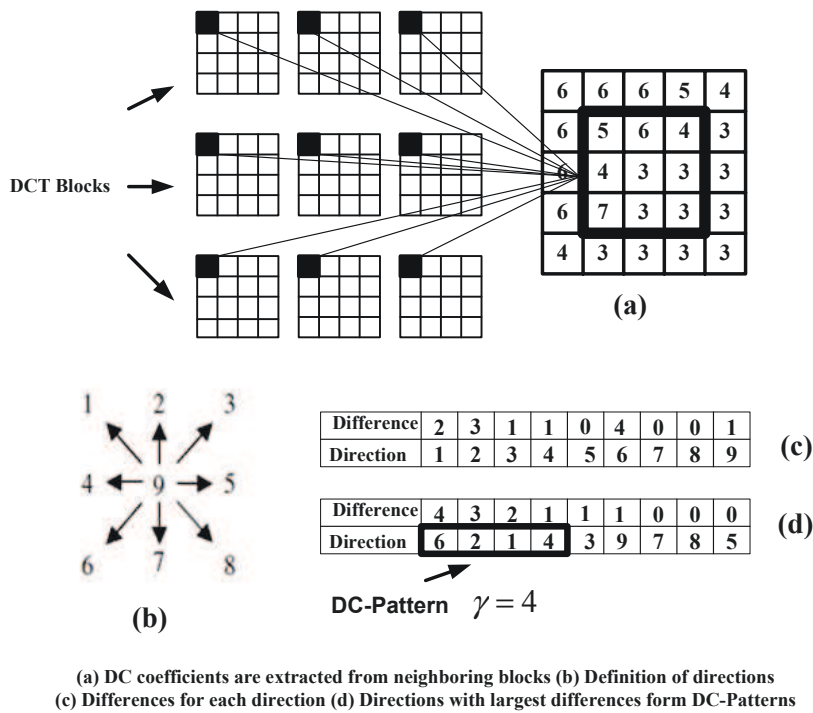 6 6 6 5 4
6 5 6 4 3
DCT Blocks
6 4 3 3 3
6 7 3 3 3
4 3 3 3 3
(a)
1 2 3
4 9 5
6 7 8
(b)
Difference 2 3 1 1 0 4 0 0 1
Direction 1 2 3 4 5 6 7 8 9
(c)
Difference 4 3 2 1 1 1 0 0 0
Direction 6 2 1 4 3 9 7 8 5
(d)
DC-Pattern γ = 4
(a) DC coefficients are extracted from neighboring blocks (b) Definition of directions
(c) Differences for each direction (d) Directions with largest differences form DC-Patterns